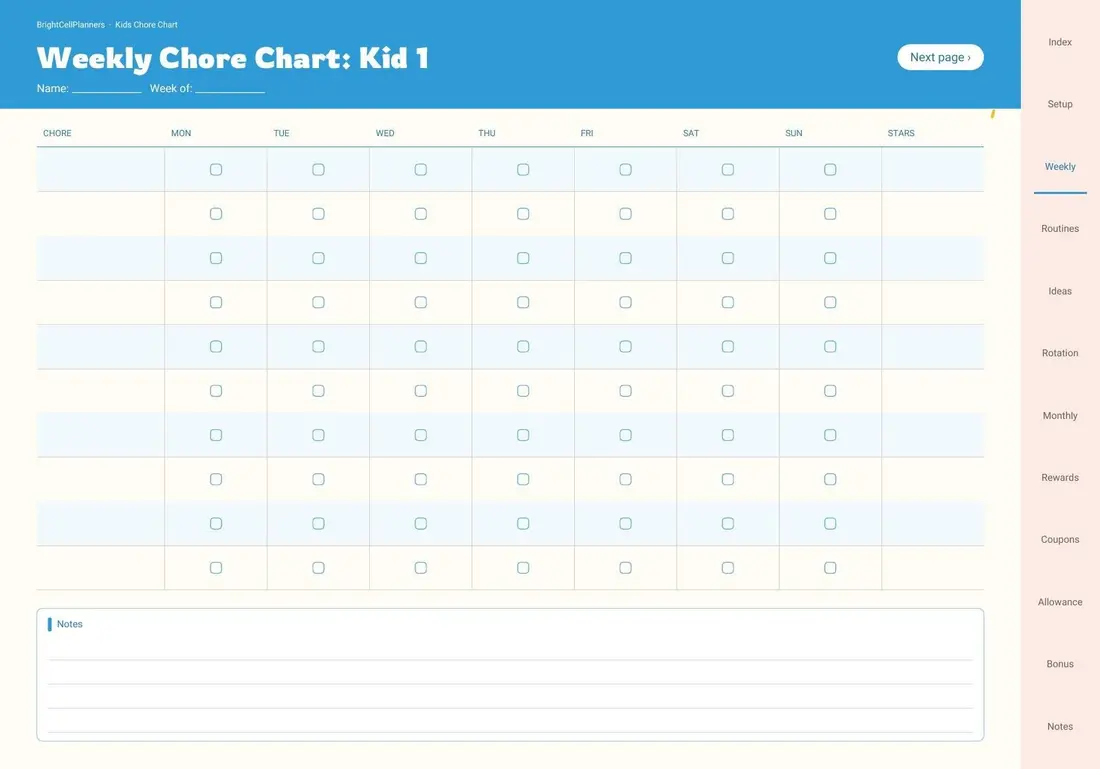 BrightCellPlanners · Kids Chore Chart
Weekly Chore Chart: Kid 1
Name: ____________ Week of: ____________
Next page ›
CHORE MON TUE WED THU FRI SAT SUN STARS
Notes
Index
Setup
Weekly
Routines
Ideas
Rotation
Monthly
Rewards
Coupons
Allowance
Bonus
Notes